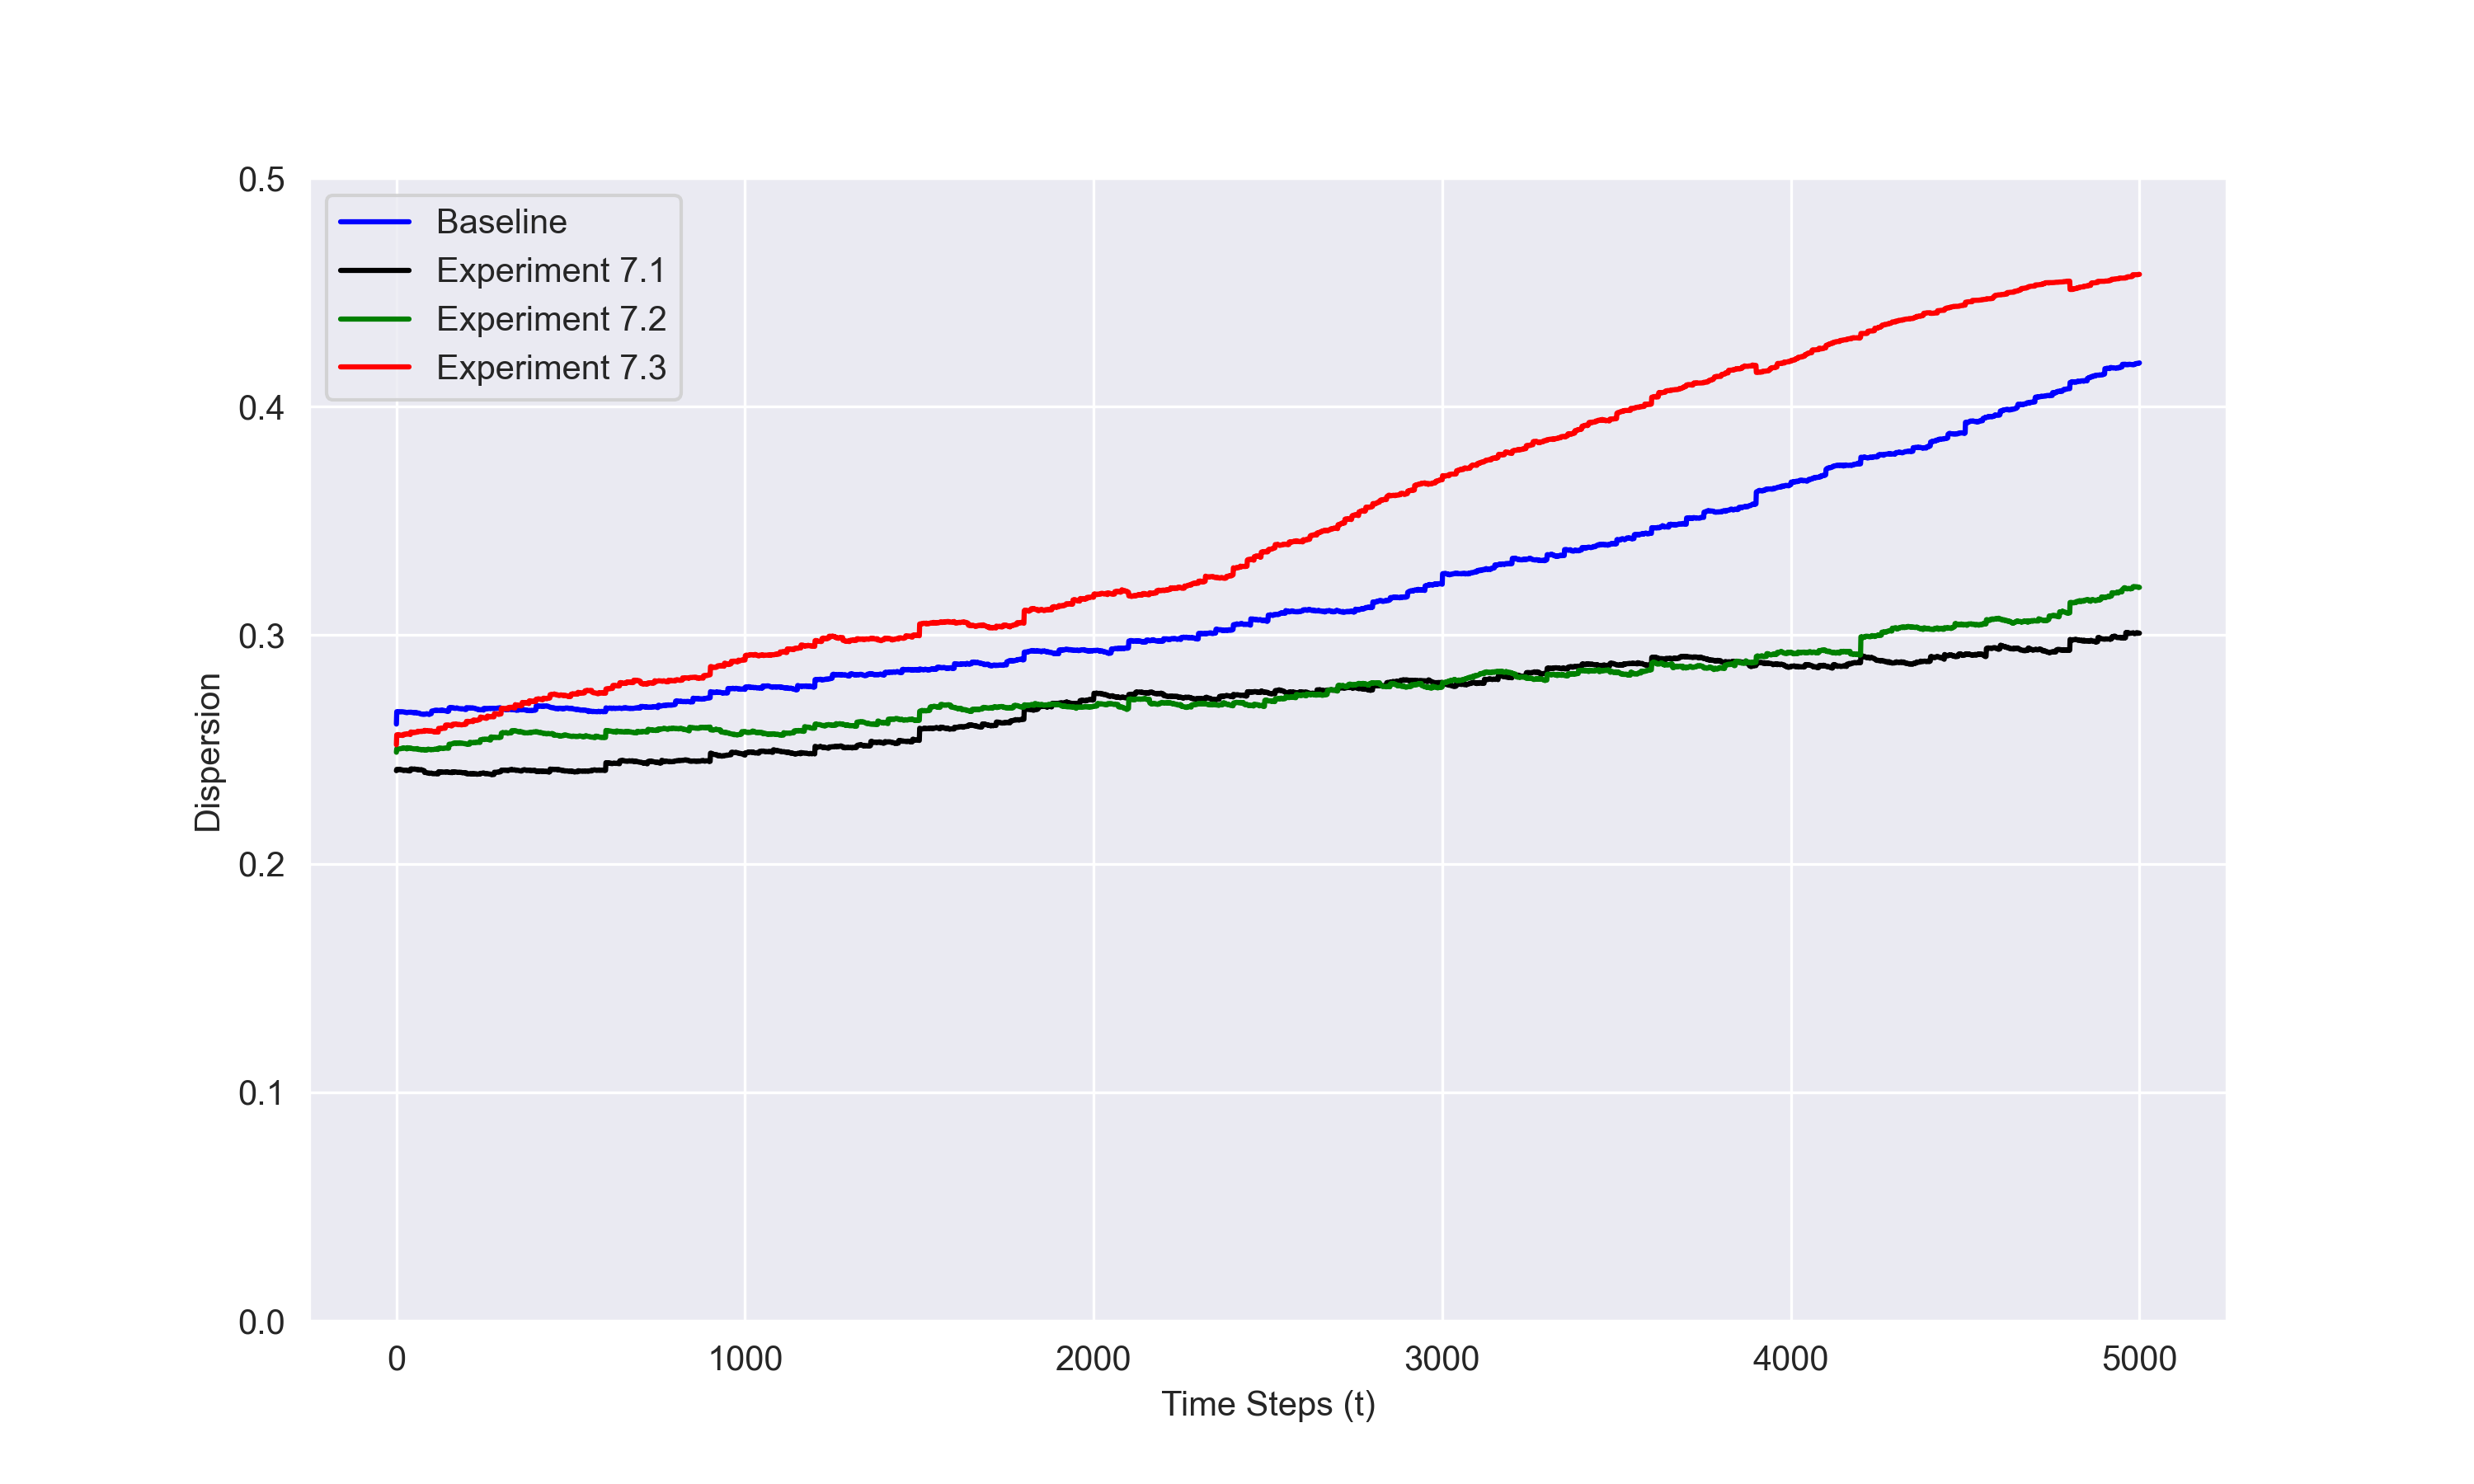 Baseline
Experiment 7.1
Experiment 7.2
Experiment 7.3
0.5
0.4
0.3
0.2
0.1
0.0
Dispersion
0 1000 2000 3000 4000 5000
Time Steps (t)